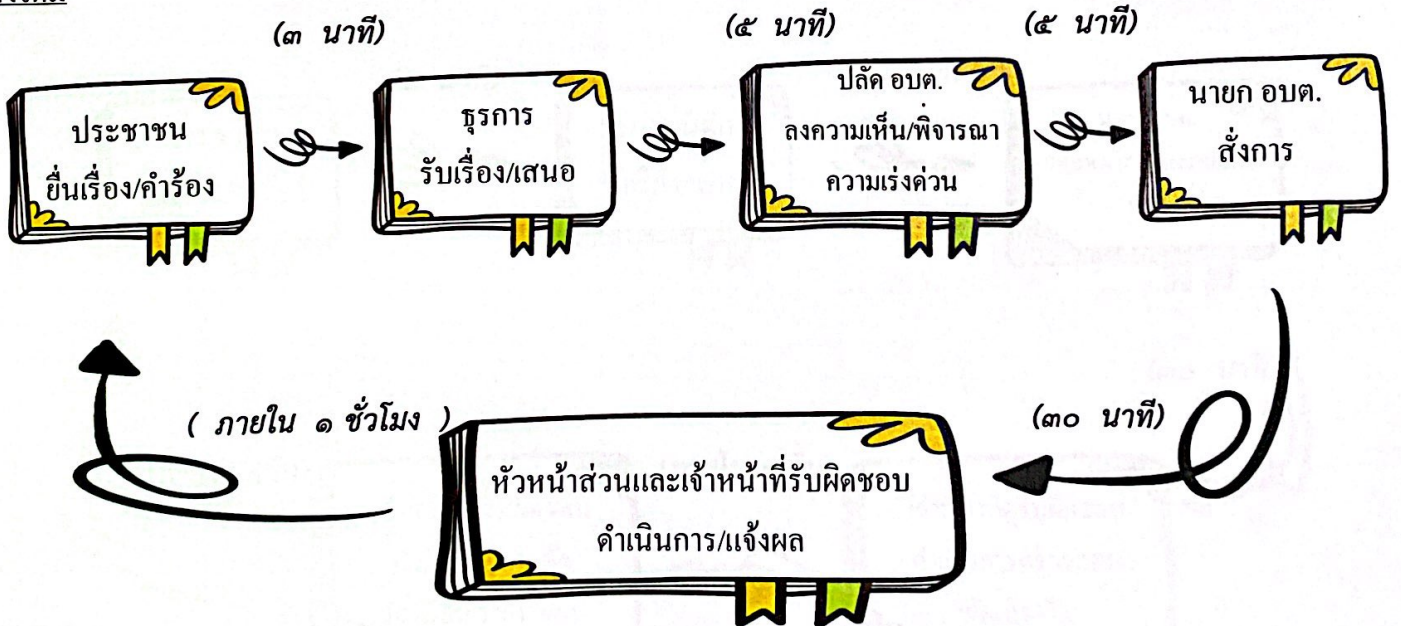 (๓ นาที)
(๕ นาที)
(๕ นาที)
ประชาชน
ยื่นเรื่อง/คำร้อง
ธุรการ
รับเรื่อง/เสนอ
ปลัด อบต.
ลงความเห็น/พิจารณา
ความเร่งด่วน
นายก อบต.
สั่งการ
(๓๐ นาที)
หัวหน้าส่วนและเจ้าหน้าที่รับผิดชอบ
ดำเนินการ/แจ้งผล
( ภายใน ๑ ชั่วโมง )